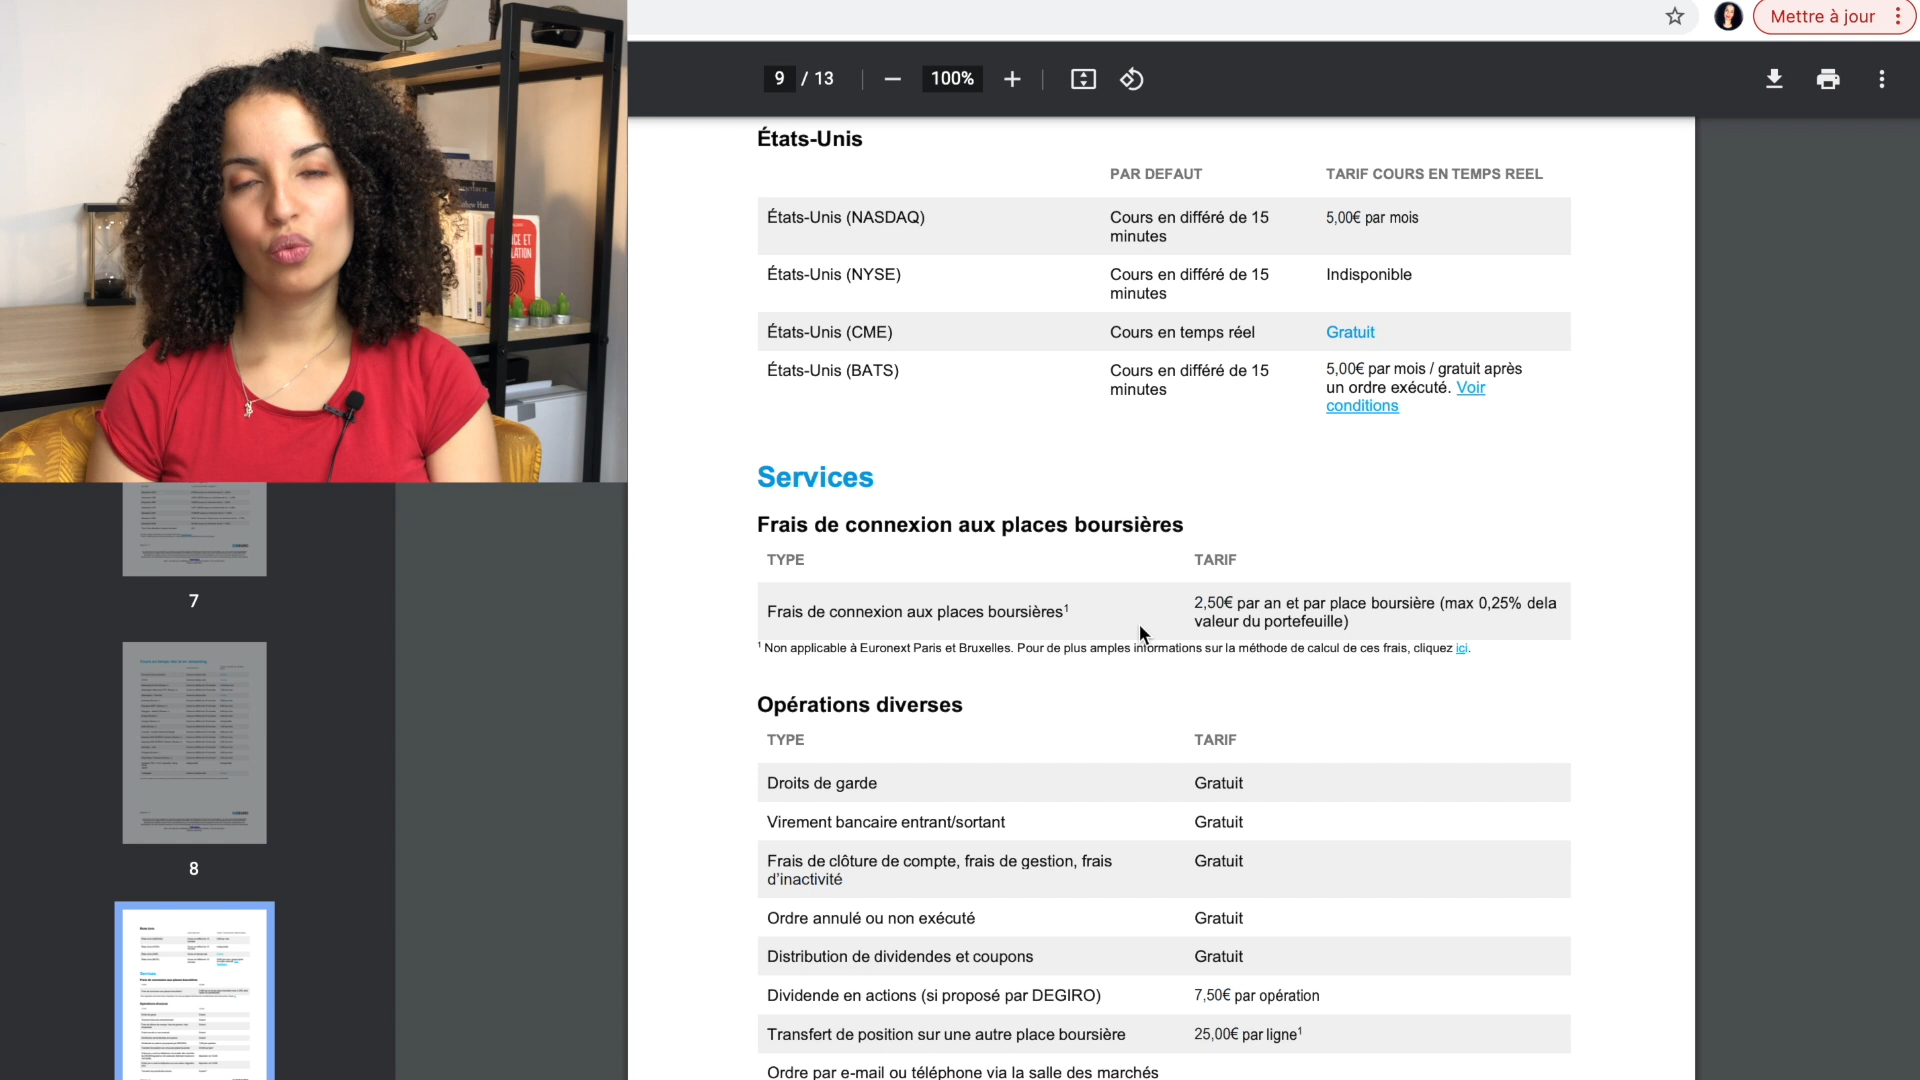 Mettre à jour
9 / 13
100%
États-Unis
PAR DEFAUT
TARIF COURS EN TEMPS REEL
États-Unis (NASDAQ)
Cours en différé de 15
minutes
5,00€ par mois
États-Unis (NYSE)
Cours en différé de 15
minutes
Indisponible
États-Unis (CME)
Cours en temps réel
Gratuit
États-Unis (BATS)
Cours en différé de 15
minutes
5,00€ par mois / gratuit après
un ordre exécuté. Voir
conditions
Services
Frais de connexion aux places boursières
TYPE
TARIF
Frais de connexion aux places boursières¹
2,50€ par an et par place boursière (max 0,25% dela
valeur du portefeuille)
¹ Non applicable à Euronext Paris et Bruxelles. Pour de plus amples informations sur la méthode de calcul de ces frais, cliquez ici.
Opérations diverses
TYPE
TARIF
Droits de garde
Gratuit
Virement bancaire entrant/sortant
Gratuit
Frais de clôture de compte, frais de gestion, frais
d'inactivité
Gratuit
Ordre annulé ou non exécuté
Gratuit
Distribution de dividendes et coupons
Gratuit
Dividende en actions (si proposé par DEGIRO)
7,50€ par opération
Transfert de position sur une autre place boursière
25,00€ par ligne¹
Ordre par e-mail ou téléphone via la salle des marchés
7
8